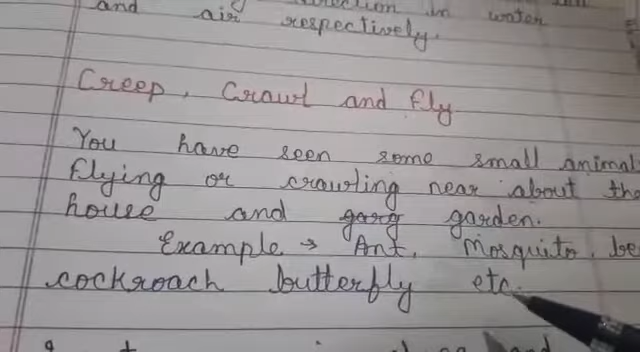 and air respectively.
Creep, Crawl and fly
You have seen some small animal
flying or crawling near about the
house and garg garden.
Example → Ant, Mosquito, be
cockroach butterfly etc.